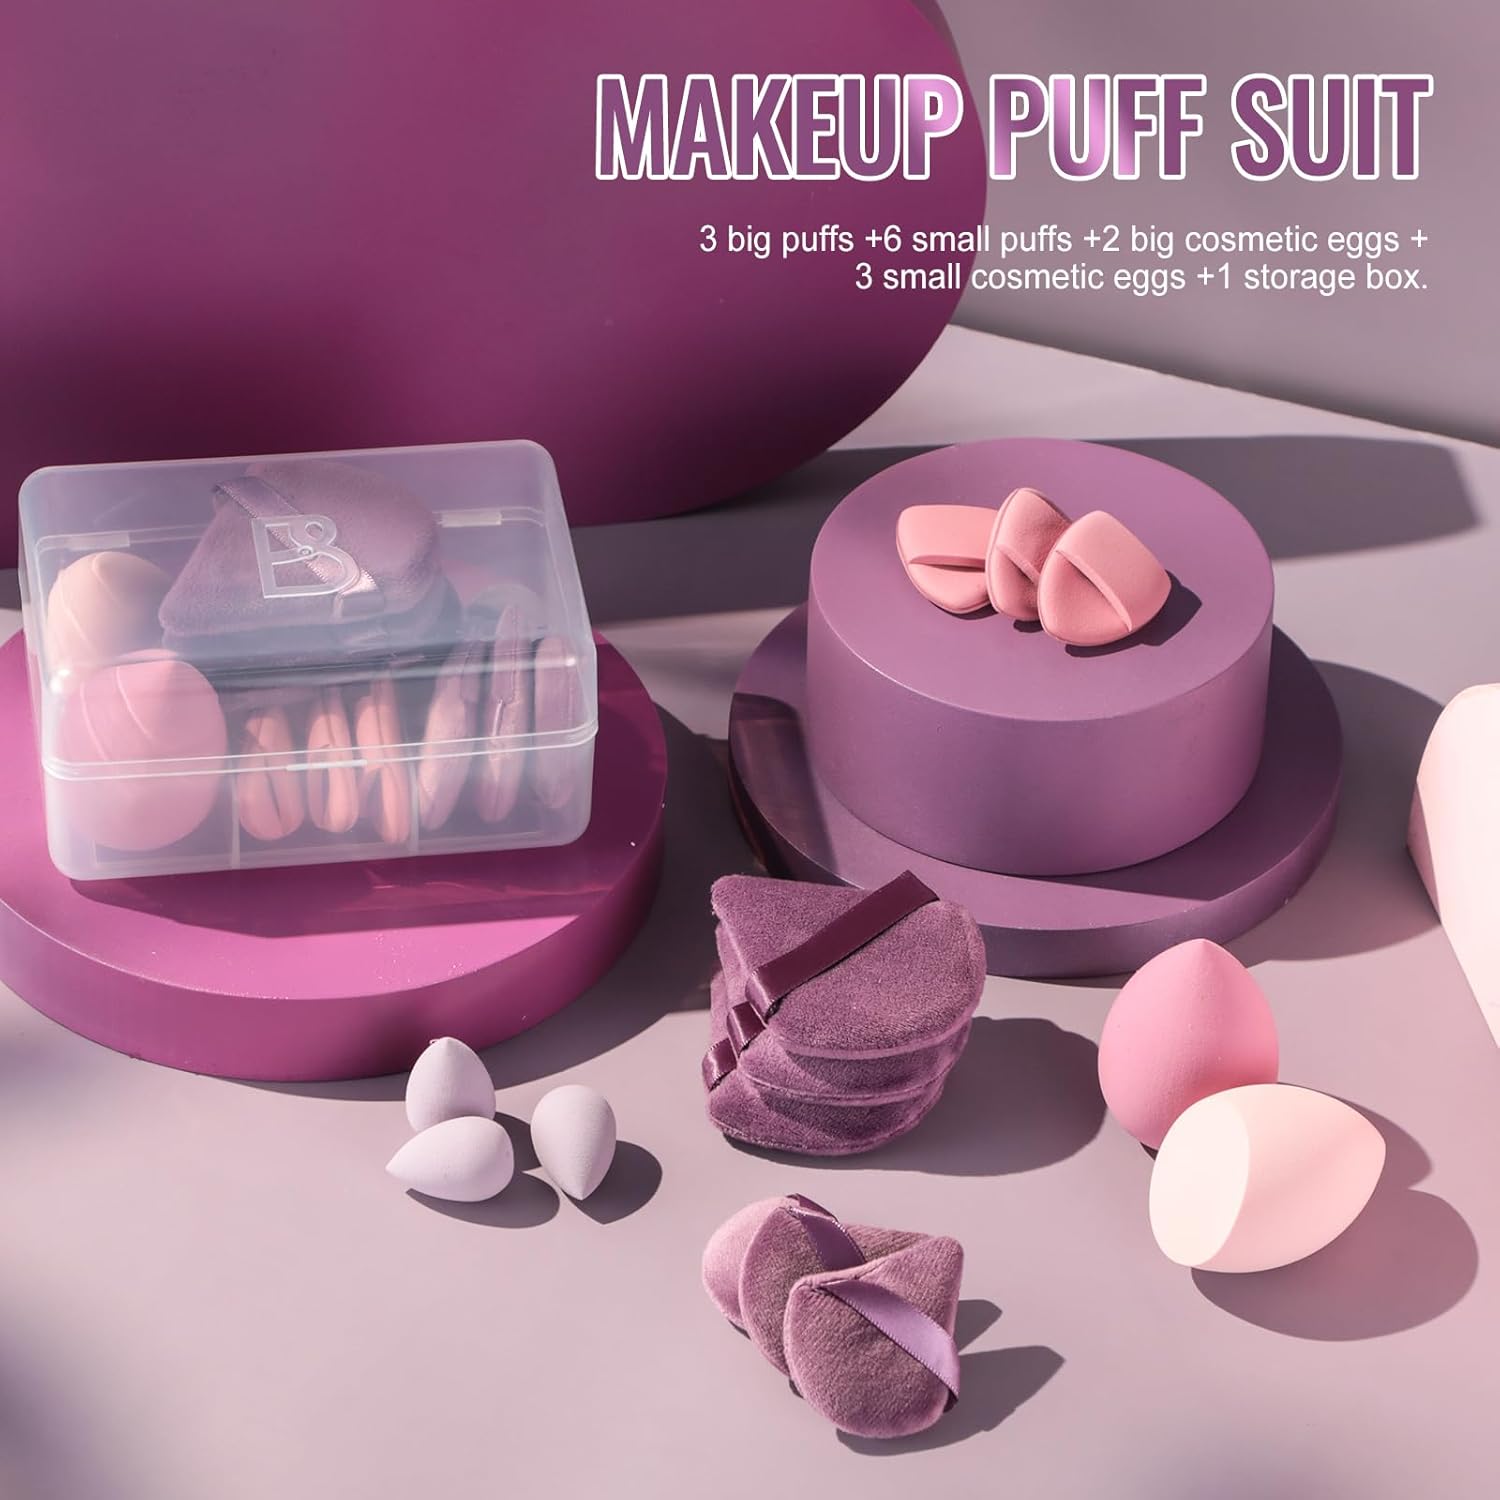 MAKEUP PUFF SUIT
3 big puffs +6 small puffs +2 big cosmetic eggs +
3 small cosmetic eggs +1 storage box.
B